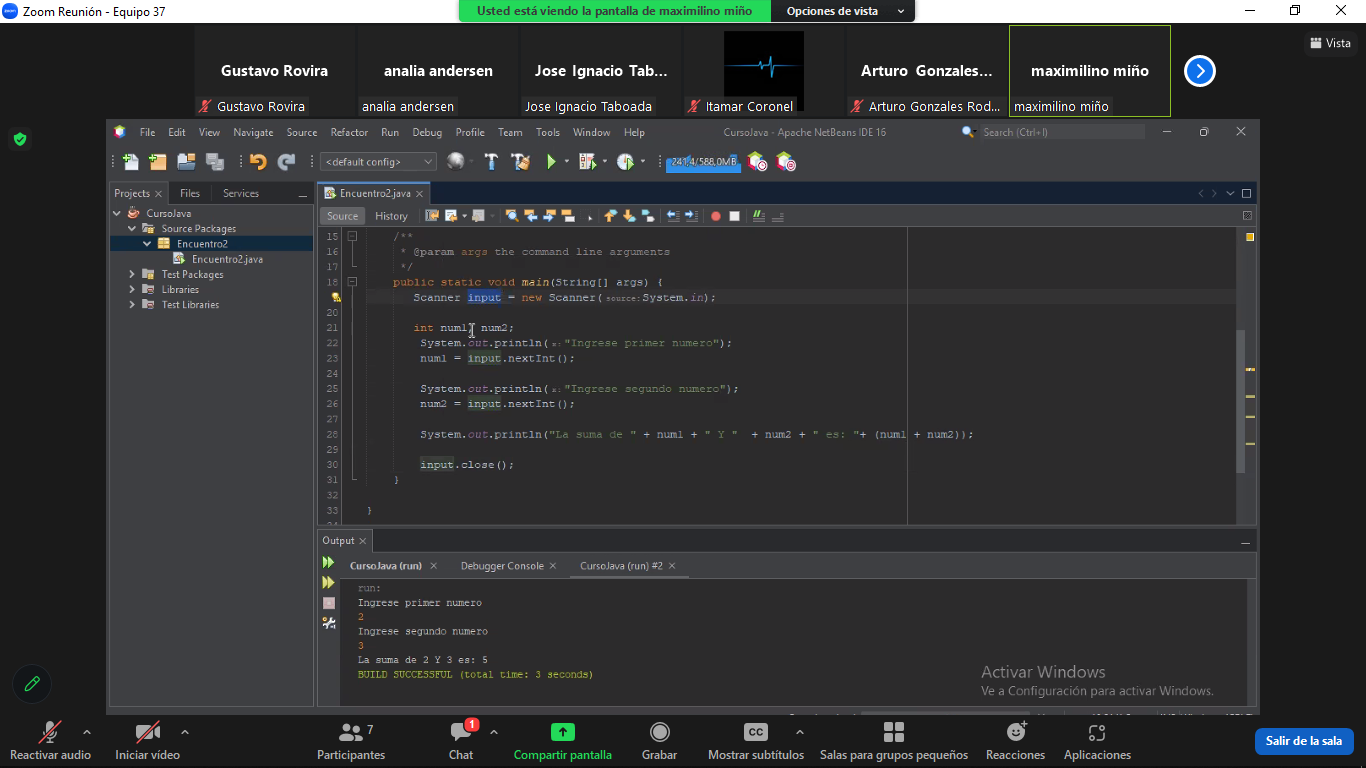 Zoom Reunión - Equipo 37
Usted está viendo la pantalla de maximilino miño
Opciones de vista
Vista
Gustavo Rovira
analia andersen
Jose Ignacio Tab...
Arturo Gonzales...
maximilino miño
Gustavo Rovira
analia andersen
Jose Ignacio Taboada
Itamar Coronel
Arturo Gonzales Rod...
maximilino miño
File Edit View Navigate Source Refactor Run Debug Profile Team Tools Window Help
CursoJava - Apache NetBeans IDE 16
Search (Ctrl+I)
<default config>
241,4/588,0MB
Projects
Files
Services
CursoJava
Source Packages
Encuentro2
Encuentro2.java
Test Packages
Libraries
Test Libraries
Encuentro2.java
Source
History
15 /**
16 * @param args the command line arguments
17 */
18 public static void main(String[] args) {
Scanner input = new Scanner(source:System.in);
20
21 int num1, num2;
22 System.out.println(x:"Ingrese primer numero");
23 num1 = input.nextInt();
24
25 System.out.println(x:"Ingrese segundo numero");
26 num2 = input.nextInt();
27
28 System.out.println("La suma de " + num1 + " Y " + num2 + " es: "+ (num1 + num2));
29
30 input.close();
31 }
32
33 }
Output
CursoJava (run)
Debugger Console
CursoJava (run) #2
run:
Ingrese primer numero
2
Ingrese segundo numero
3
La suma de 2 Y 3 es: 5
BUILD SUCCESSFUL (total time: 3 seconds)
Activar Windows
Ve a Configuración para activar Windows.
Reactivar audio
Iniciar vídeo
Participantes
7
Chat
1
Compartir pantalla
Grabar
CC
Mostrar subtítulos
Salas para grupos pequeños
Reacciones
Aplicaciones
Salir de la sala